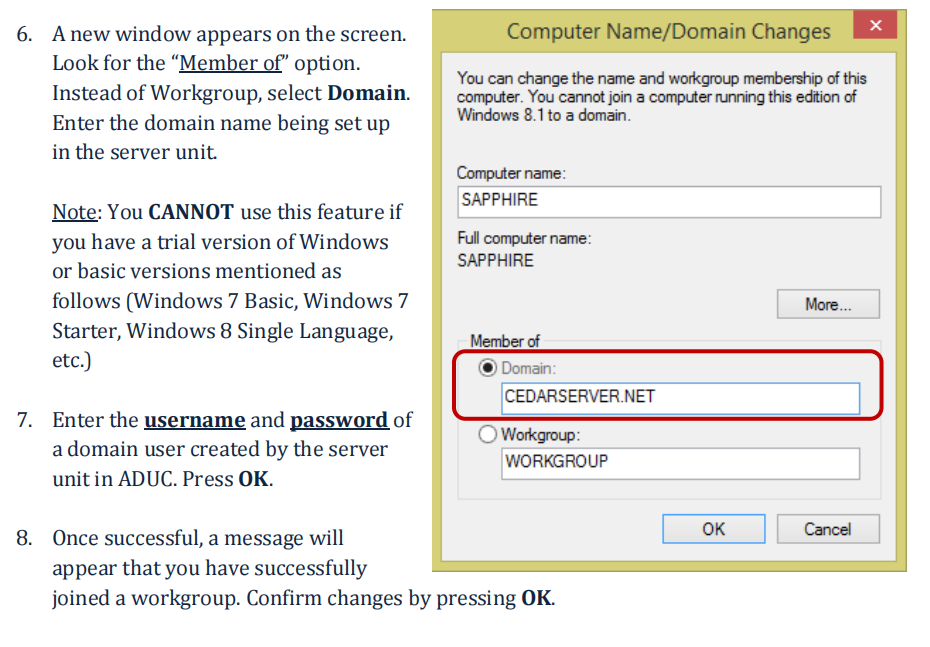 6. A new window appears on the screen.
Look for the “Member of” option.
Instead of Workgroup, select Domain.
Enter the domain name being set up
in the server unit.
Note: You CANNOT use this feature if
you have a trial version of Windows
or basic versions mentioned as
follows (Windows 7 Basic, Windows 7
Starter, Windows 8 Single Language,
etc.)
7. Enter the username and password of
a domain user created by the server
unit in ADUC. Press OK.
8. Once successful, a message will
appear that you have successfully
joined a workgroup. Confirm changes by pressing OK.
Computer Name/Domain Changes
You can change the name and workgroup membership of this
computer. You cannot join a computer running this edition of
Windows 8.1 to a domain.
Computer name:
SAPPHIRE
Full computer name:
SAPPHIRE
More...
Member of
Domain:
CEDARSERVER.NET
Workgroup:
WORKGROUP
OK
Cancel